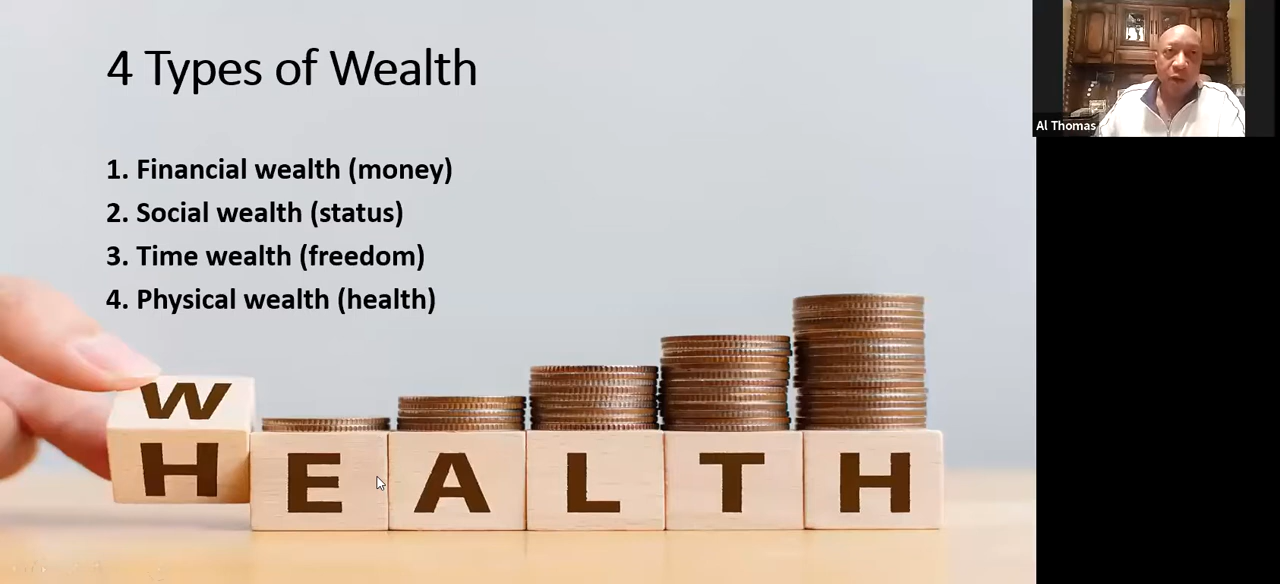 4 Types of Wealth
1. Financial wealth (money)
2. Social wealth (status)
3. Time wealth (freedom)
4. Physical wealth (health)
W
HEALTH
Al Thomas